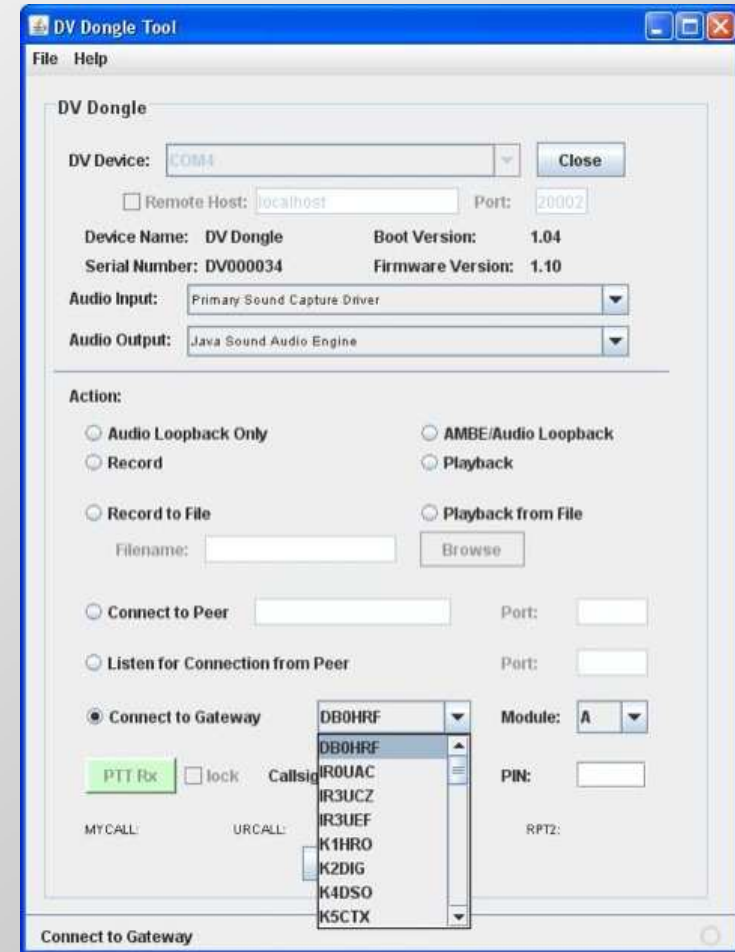 DV Dongle Tool
File Help
DV Dongle
DV Device: COM4 Close
Remote Host: localhost Port: 20002
Device Name: DV Dongle Boot Version: 1.04
Serial Number: DV000034 Firmware Version: 1.10
Audio Input: Primary Sound Capture Driver
Audio Output: Java Sound Audio Engine
Action:
Audio Loopback Only AMBE/Audio Loopback
Record Playback
Record to File Playback from File
Filename: Browse
Connect to Peer Port:
Listen for Connection from Peer Port:
Connect to Gateway DB0HRF Module: A
DB0HRF
PTT Rx lock Callsig IR0UAC PIN:
IR3UCZ
IR3UEF
MYCALL: URCALL: K1HRO RPT2:
K2DIG
K4DSO
K5CTX
Connect to Gateway